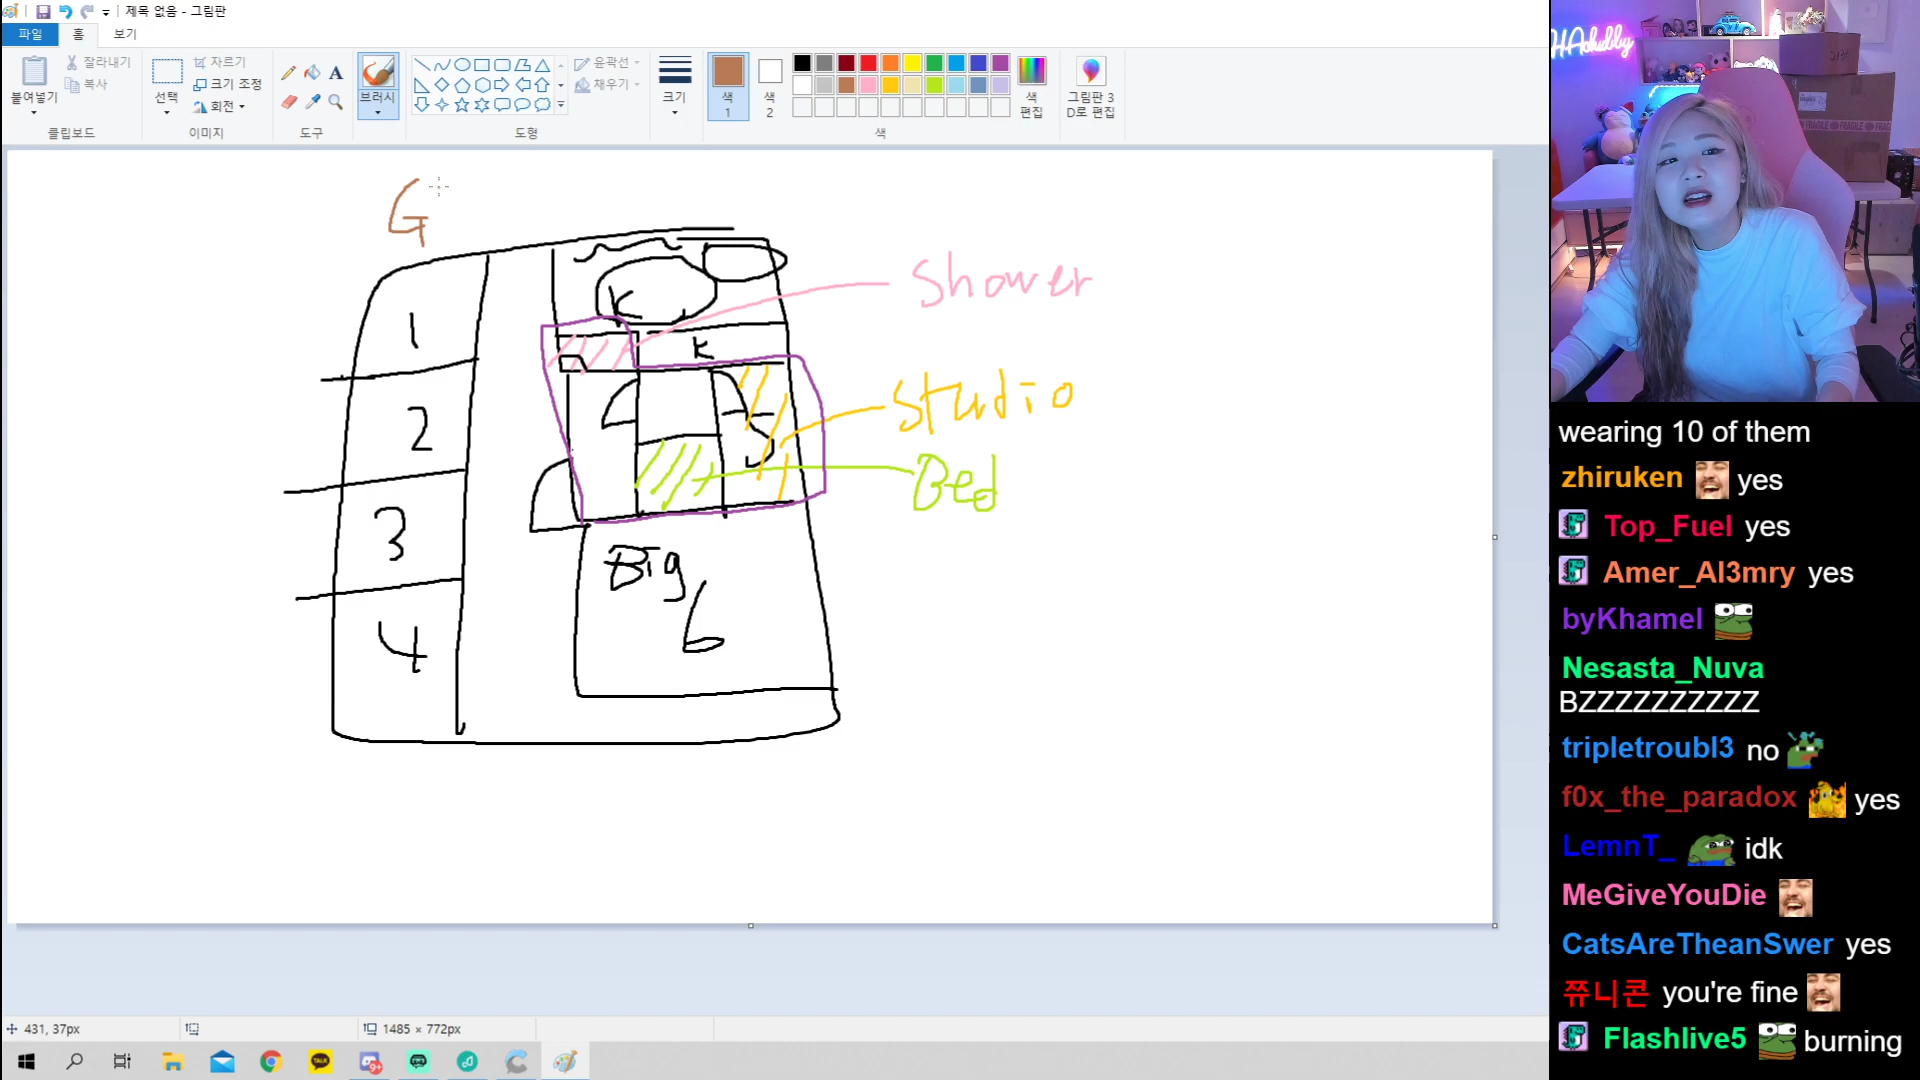 제목 없음 - 그림판
파일 홈 보기
붙여넣기
잘라내기
복사
클립보드
선택
자르기
크기 조정
회전
이미지
A
도구
브러시
윤곽선
채우기
도형
크기
색
1
색
2
색
편집
색
그림판 3
D로 편집
G
K
K
1
2
3
4
5
Big
6
Shower
Studio
Bed
431, 37px
1485 × 772px
TALK
9+
FRAGILE FRAGILE
wearing 10 of them
zhiruken yes
Top_Fuel yes
Amer_Al3mry yes
byKhamel
Nesasta_Nuva
BZZZZZZZZZZ
tripletroubl3 no
f0x_the_paradox yes
LemnT_ idk
MeGiveYouDie
CatsAreTheanSwer yes
쮸니콘 you're fine
Flashlive5 burning